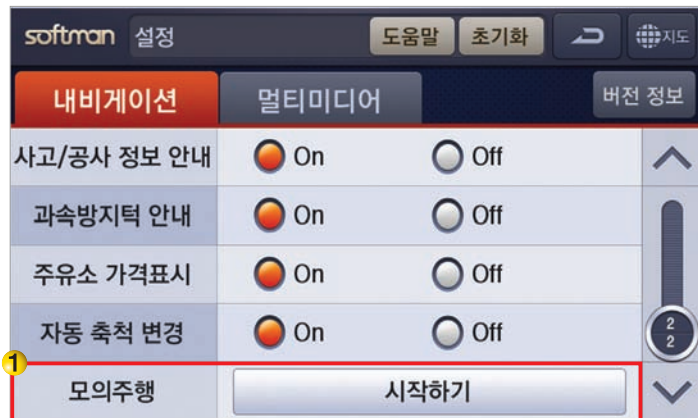 softman 설정 도움말 초기화 지도
내비게이션 멀티미디어 버전 정보
사고/공사 정보 안내 On Off
과속방지턱 안내 On Off
주유소 가격표시 On Off
자동 축척 변경 On Off
2
2
1
모의주행 시작하기